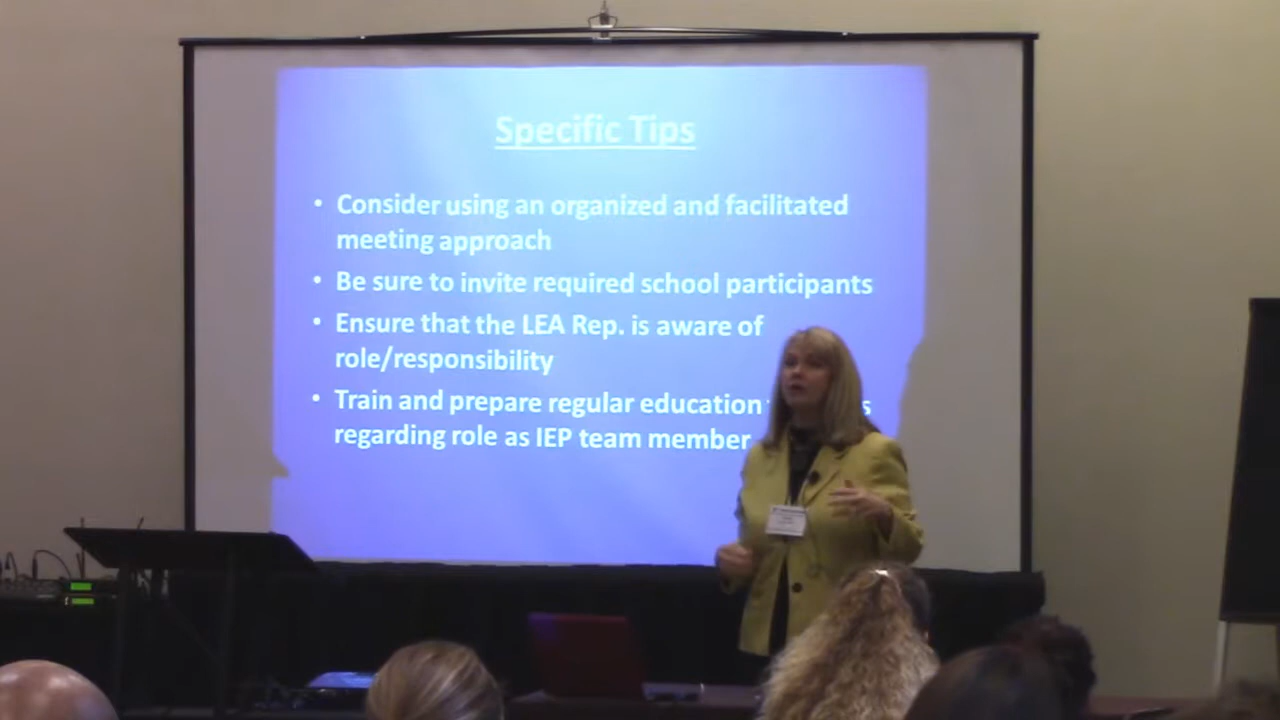 Specific Tips
• Consider using an organized and facilitated
meeting approach
• Be sure to invite required school participants
• Ensure that the LEA Rep. is aware of
role/responsibility
• Train and prepare regular education
regarding role as IEP team member